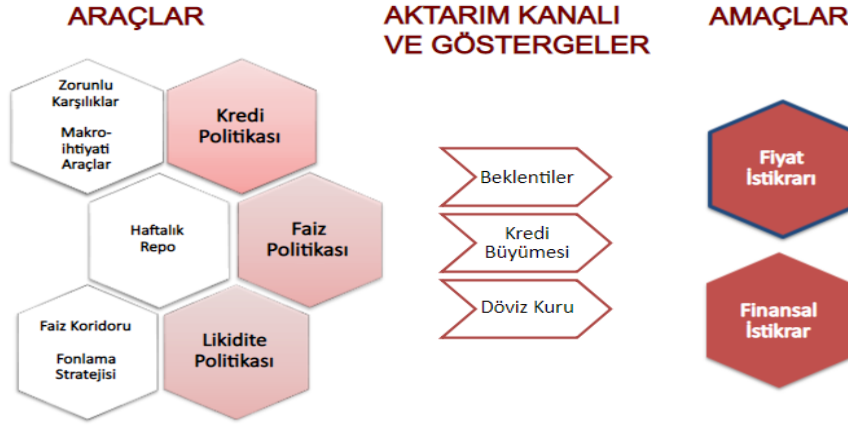 ARAÇLAR
AKTARIM KANALI
VE GÖSTERGELER
AMAÇLAR
Zorunlu
Karşılıklar
Makro-
ihtiyati
Araçlar
Kredi
Politikası
Haftalık
Repo
Faiz
Politikası
Faiz Koridoru
Fonlama
Stratejisi
Likidite
Politikası
Beklentiler
Kredi
Büyümesi
Döviz Kuru
Fiyat
İstikrarı
Finansal
İstikrar